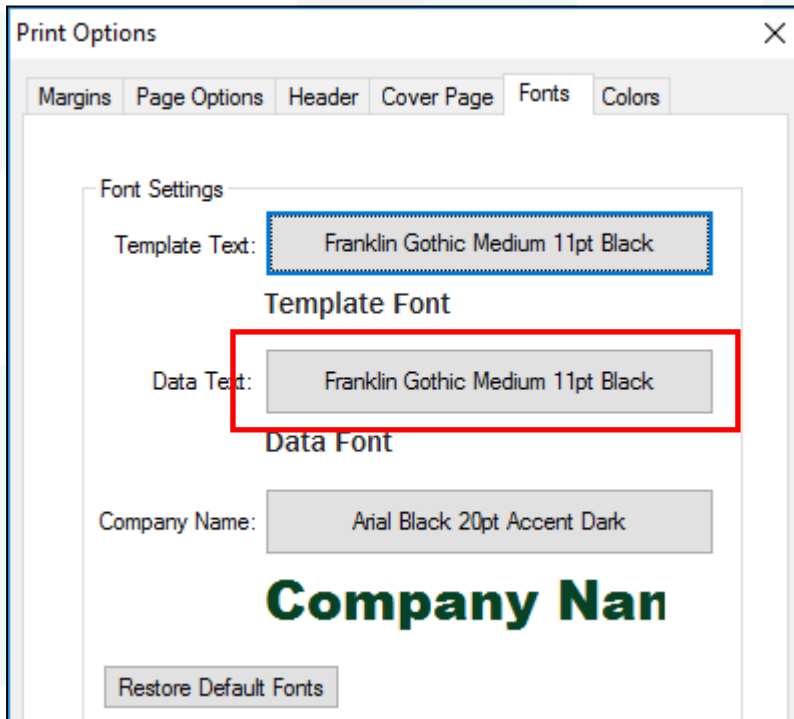 Print Options
Margins Page Options Header Cover Page Fonts Colors
Font Settings
Template Text: Franklin Gothic Medium 11pt Black
Template Font
Data Text: Franklin Gothic Medium 11pt Black
Data Font
Company Name: Arial Black 20pt Accent Dark
Company Nan
Restore Default Fonts